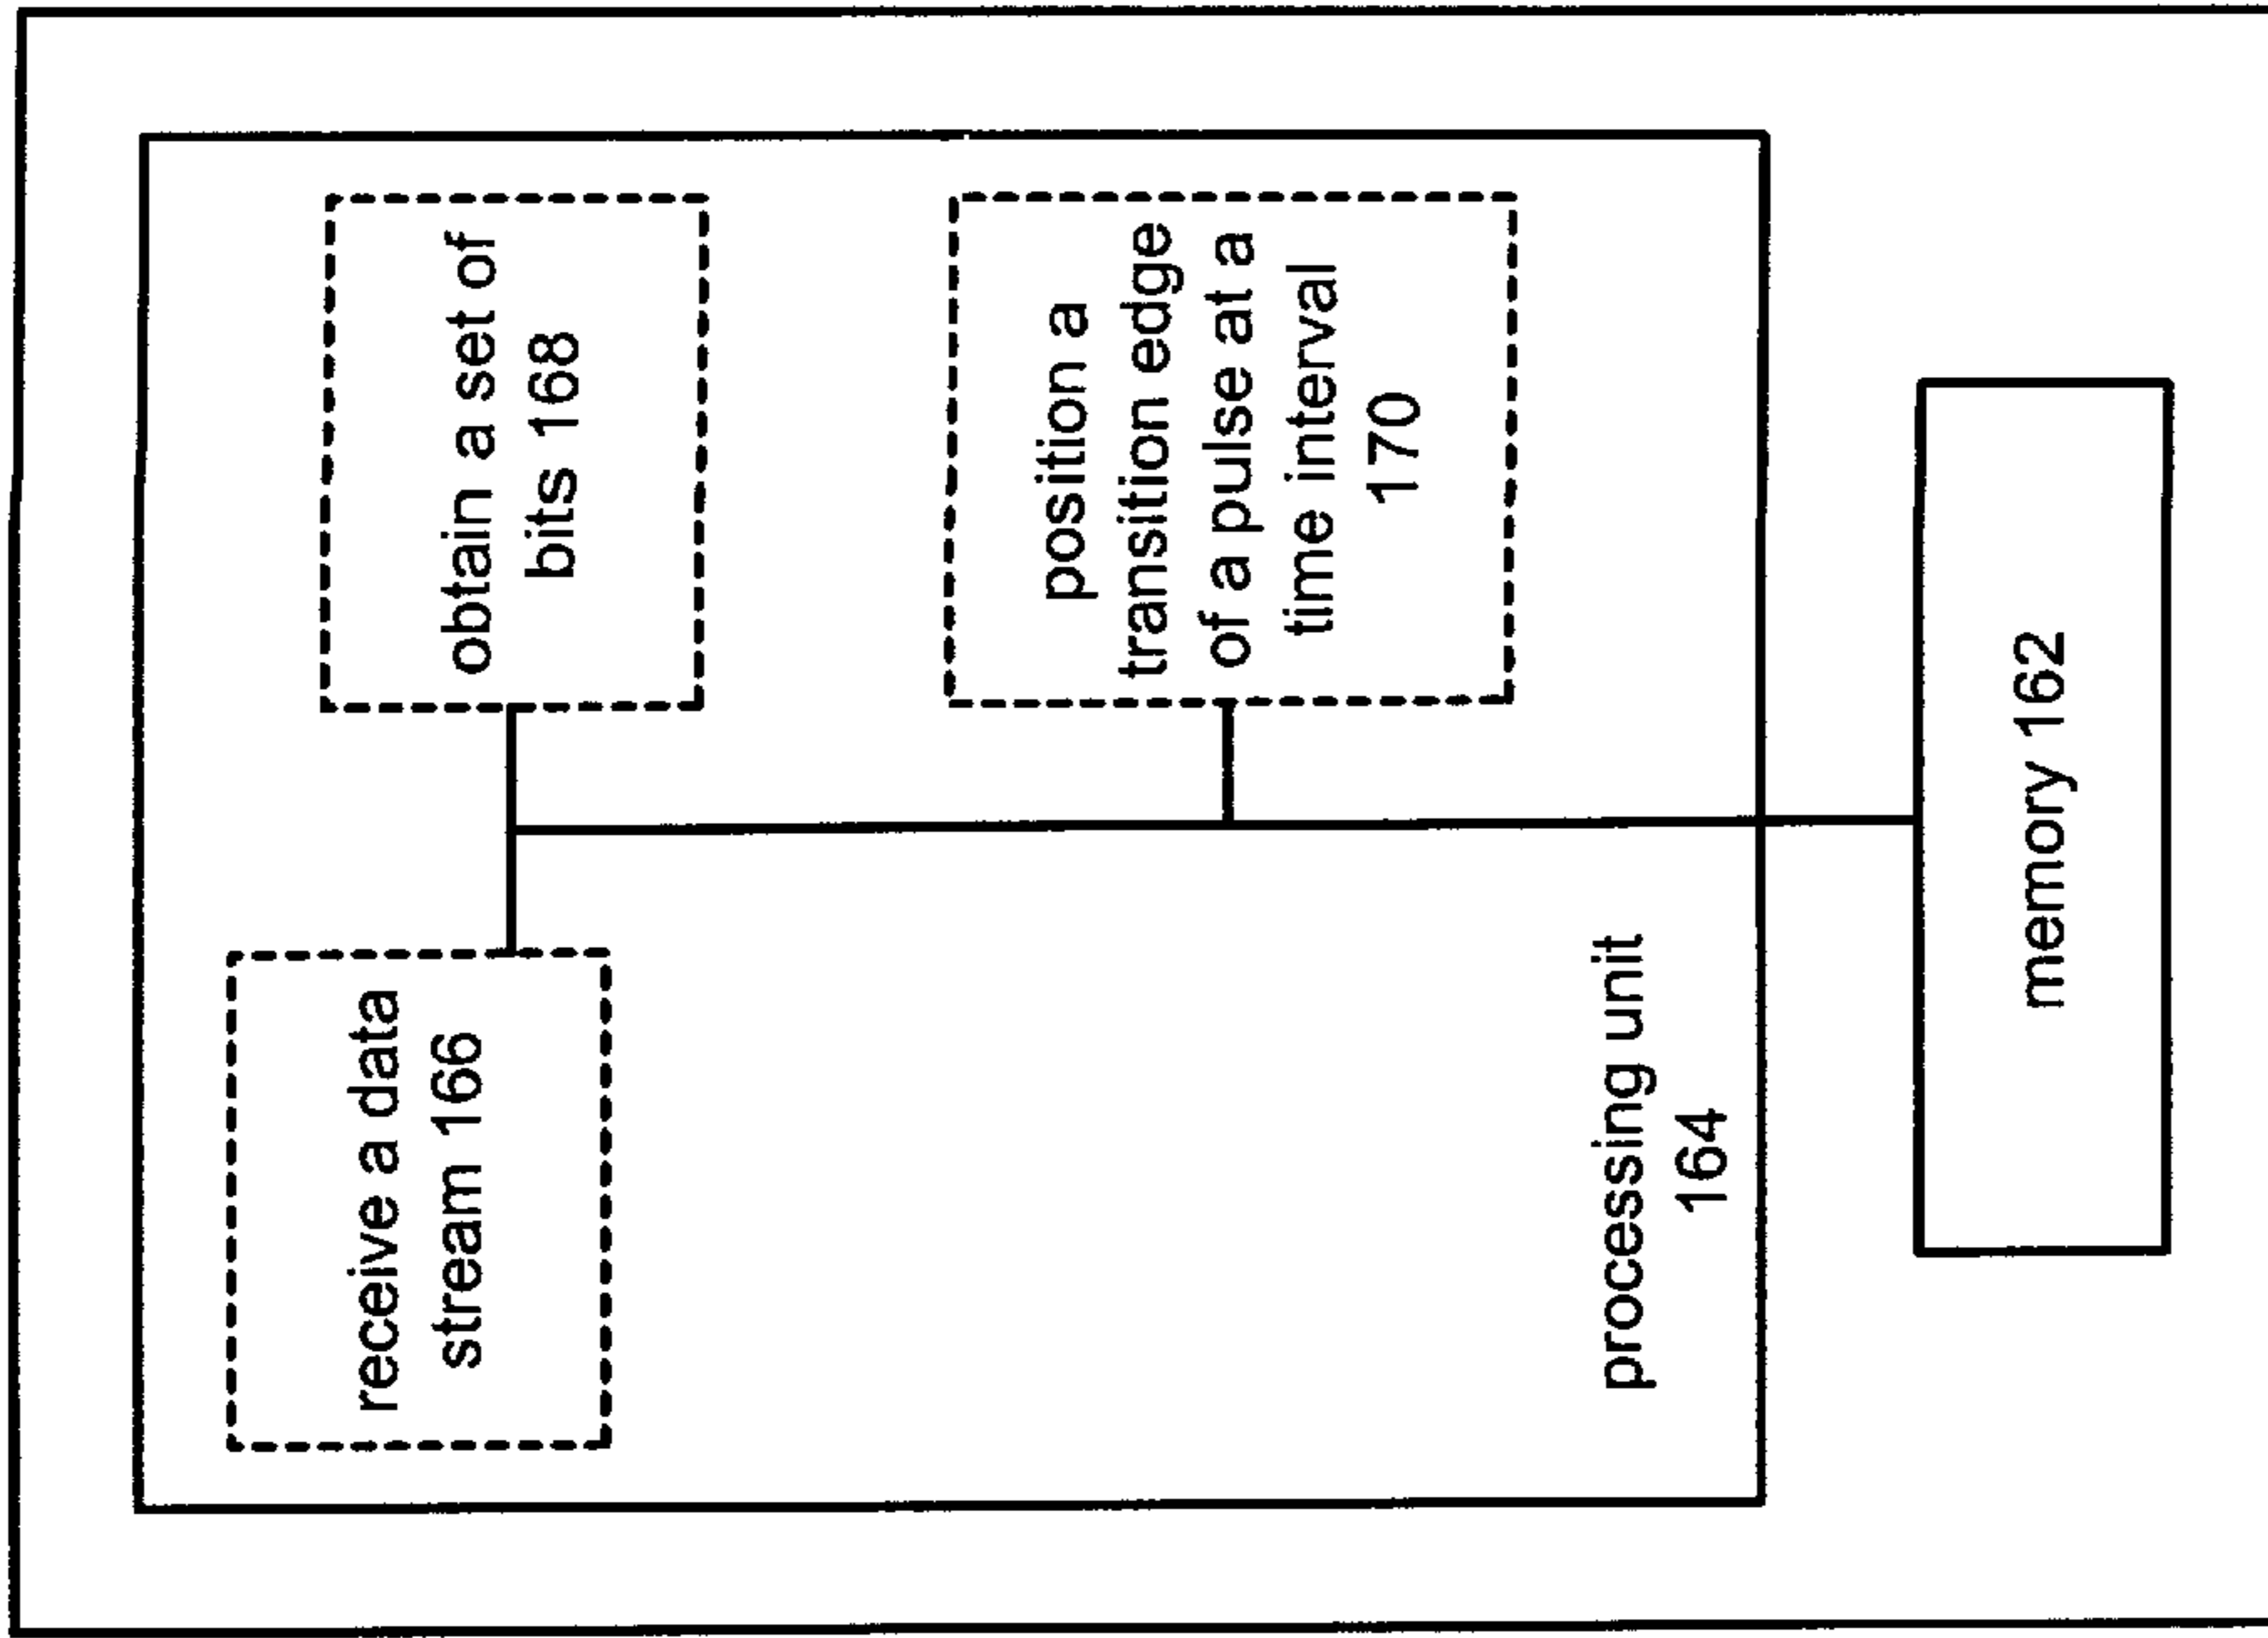 receive a data
stream 166
obtain a set of
bits 168
position a
transition edge
of a pulse at a
time interval
170
processing unit
164
memory 162